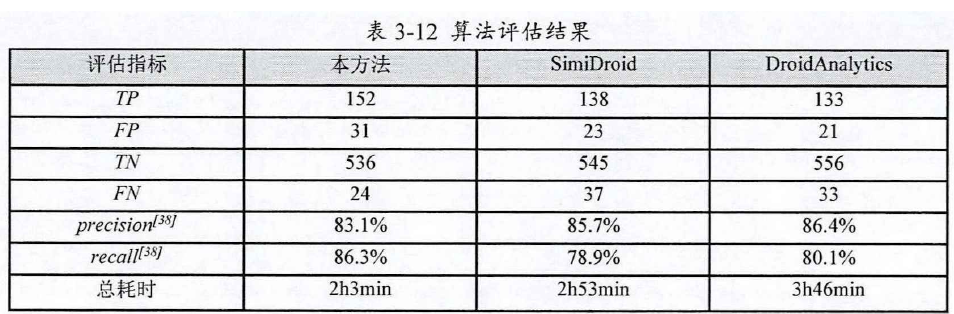 表 3-12 算法评估结果
评估指标 本方法 SimiDroid DroidAnalytics
TP 152 138 133
FP 31 23 21
TN 536 545 556
FN 24 37 33
precision[38] 83.1% 85.7% 86.4%
recall[38] 86.3% 78.9% 80.1%
总耗时 2h3min 2h53min 3h46min